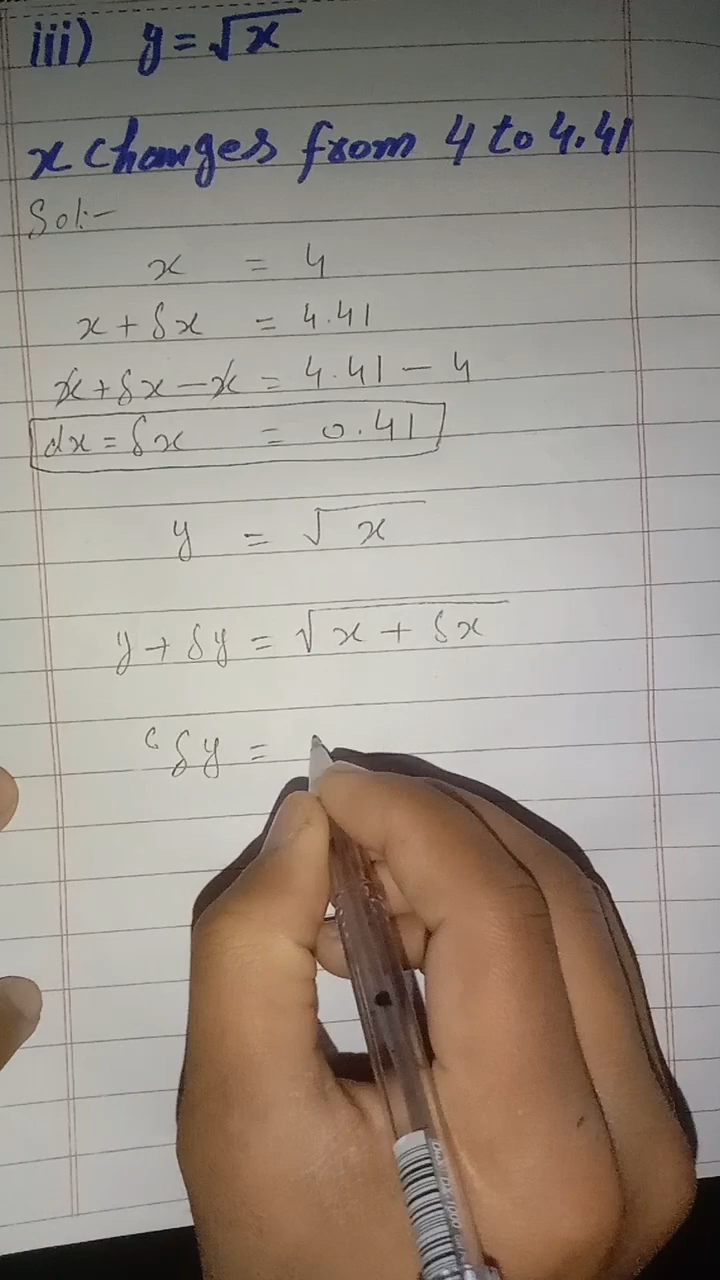 iii) y = √x
x changes from 4 to 4.41
Sol:-
x = 4
x + δx = 4.41
x + δx - x = 4.41 - 4
dx = δx = 0.41
y = √x
y + δy = √x + δx
δy =